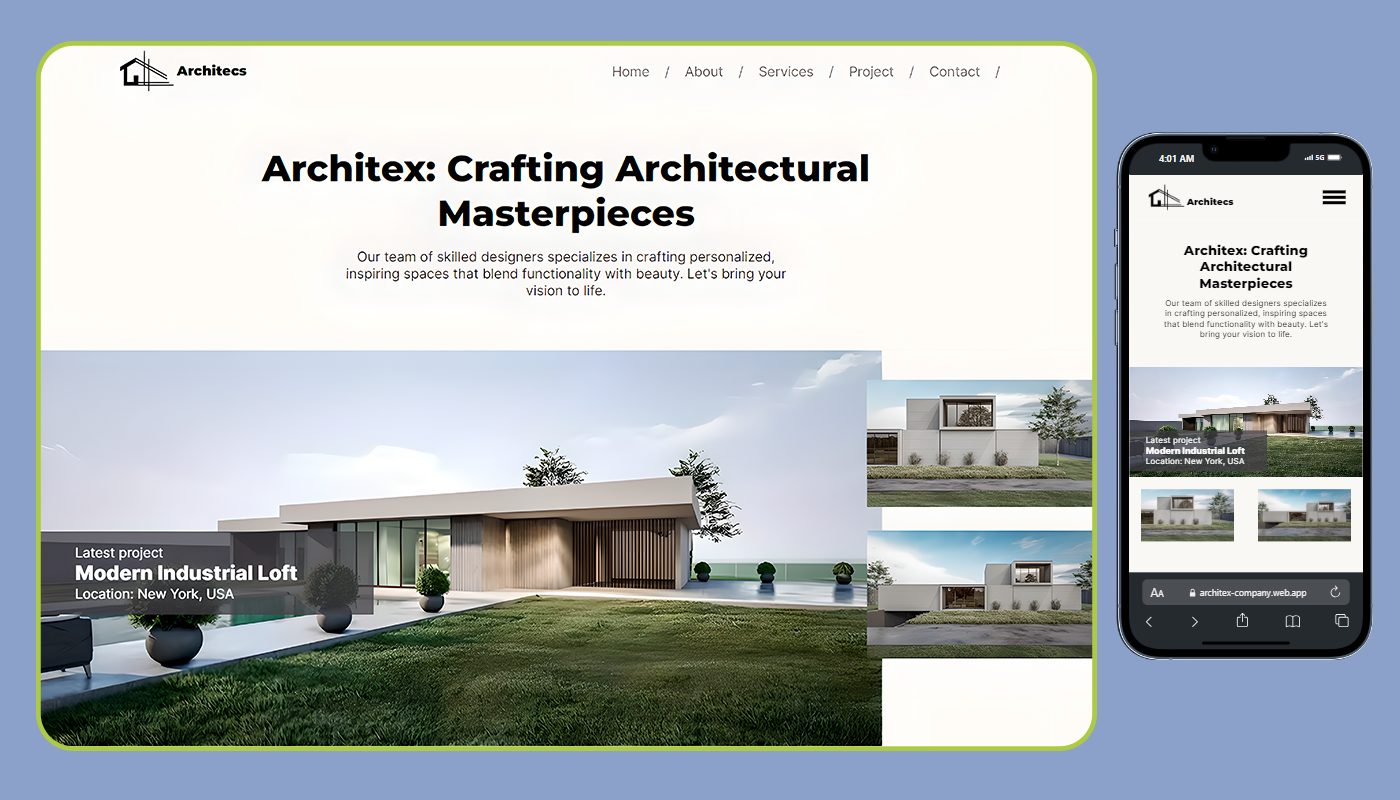 Architecs
Home / About / Services / Project / Contact /
Architex: Crafting Architectural
Masterpieces
Our team of skilled designers specializes in crafting personalized,
inspiring spaces that blend functionality with beauty. Let's bring your
vision to life.
Latest project
Modern Industrial Loft
Location: New York, USA
4:01 AM
5G
Architecs
Architex: Crafting
Architectural
Masterpieces
Our team of skilled designers specializes
in crafting personalized, inspiring spaces
that blend functionality with beauty. Let's
bring your vision to life.
Latest project
Modern Industrial Loft
Location: New York, USA
AA architex-company.web.app